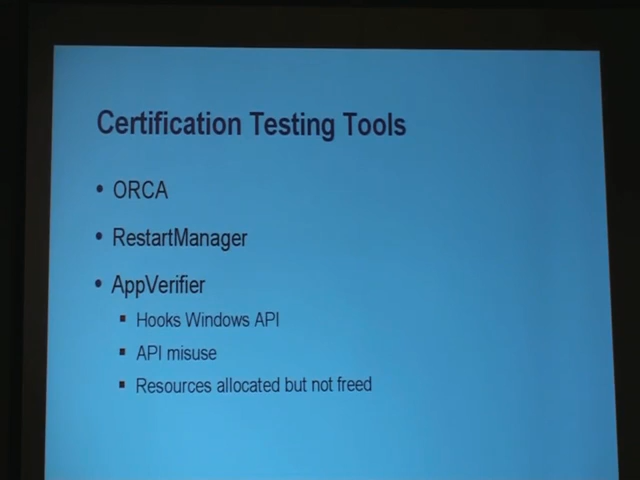 Certification Testing Tools
• ORCA
• RestartManager
• AppVerifier
▪ Hooks Windows API
▪ API misuse
▪ Resources allocated but not freed